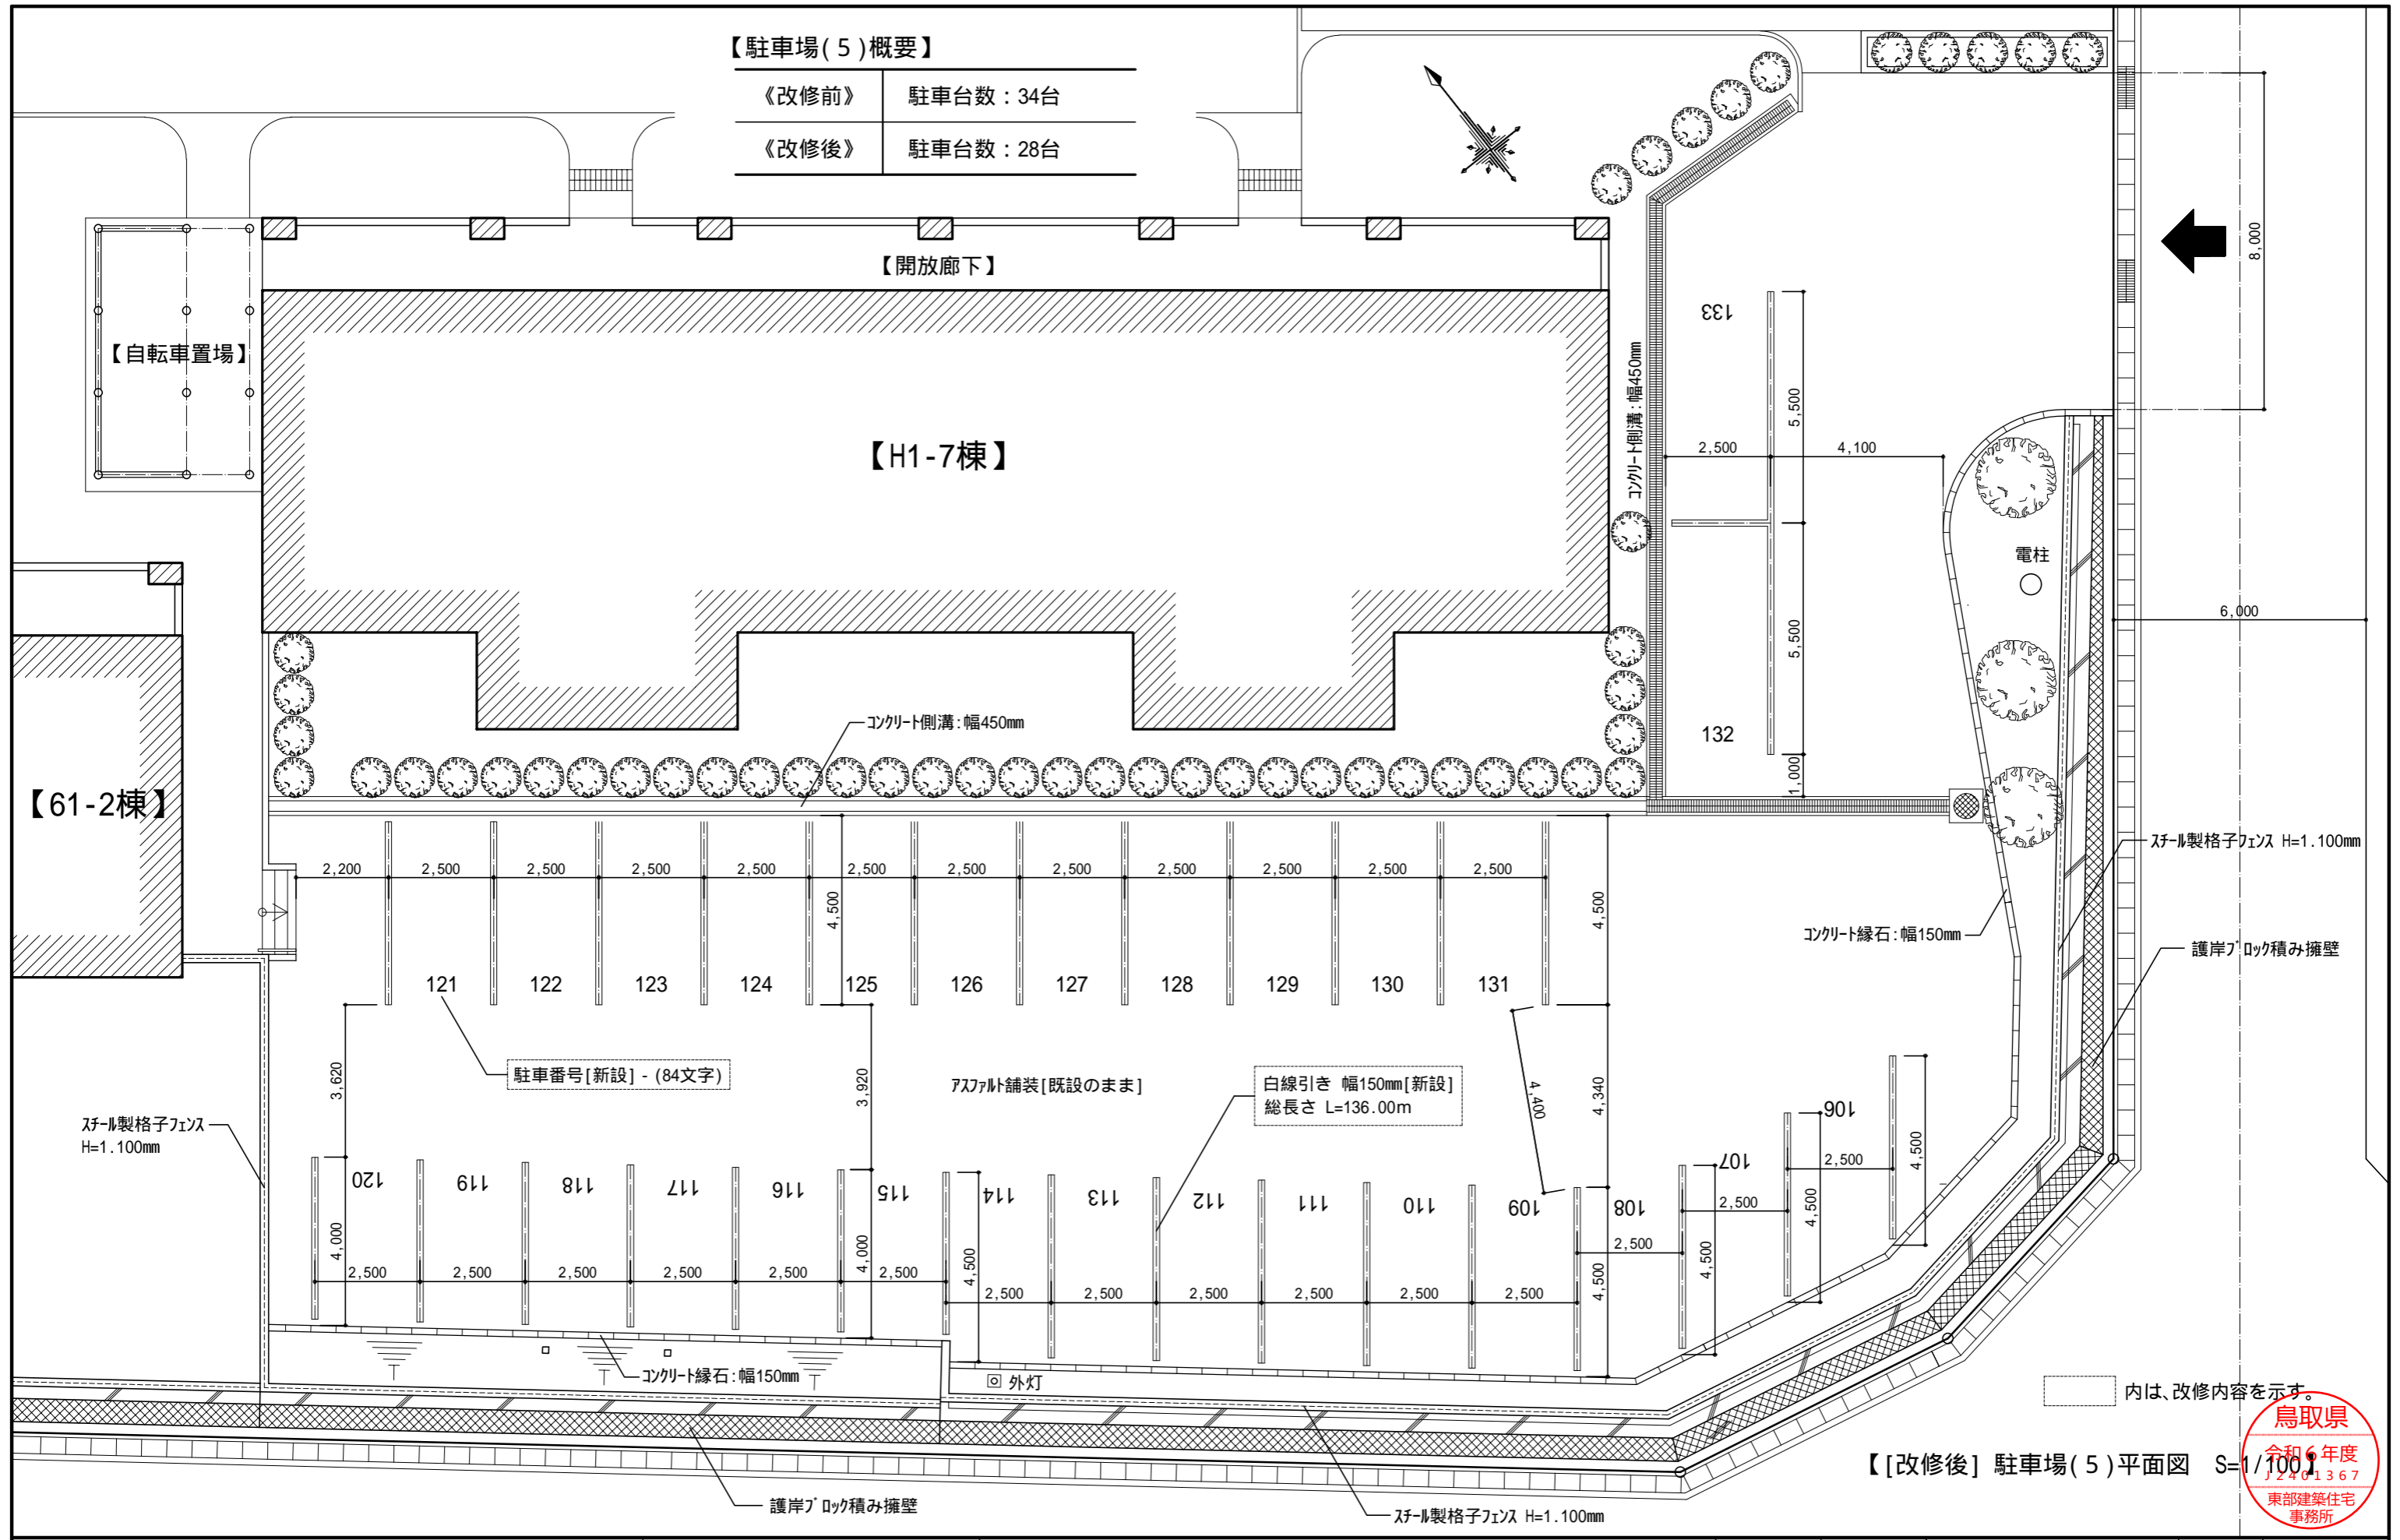 【駐車場(５)概要】
《改修前》 駐車台数：34台
《改修後》 駐車台数：28台
【開放廊下】
【自転車置場】
【H1-7棟】
【61-2棟】
ｺﾝｸﾘｰﾄ側溝:幅450mm
133
8,000
5,500
2,500
4,100
電柱
6,000
5,500
132
1,000
ｺﾝｸﾘｰﾄ側溝:幅450mm
ｽﾁｰﾙ製格子ﾌｪﾝｽ H=1.100mm
2,200 2,500 2,500 2,500 2,500 2,500 2,500 2,500 2,500 2,500 2,500 2,500
4,500
4,500
ｺﾝｸﾘｰﾄ縁石:幅150mm
護岸ﾌﾞﾛｯｸ積み擁壁
121 122 123 124 125 126 127 128 129 130 131
3,620
駐車番号[新設] - (84文字)
3,920
ｱｽﾌｧﾙﾄ舗装[既設のまま]
白線引き 幅150mm[新設]
総長さ L=136.00m
4,400
4,340
ｽﾁｰﾙ製格子ﾌｪﾝｽ
H=1.100mm
106
107
2,500
4,500
120 119 118 117 116 115 114 113 112 111 110 109 108
2,500
4,500
4,000
4,000
4,500
2,500
4,500
2,500 2,500 2,500 2,500 2,500 2,500
2,500 2,500 2,500 2,500 2,500 2,500
4,500
ｺﾝｸﾘｰﾄ縁石:幅150mm
外灯
内は､改修内容を示す。
【[改修後] 駐車場(５)平面図 S=1/100】
護岸ﾌﾞﾛｯｸ積み擁壁
ｽﾁｰﾙ製格子ﾌｪﾝｽ H=1.100mm
鳥取県
令和６年度
J2401367
東部建築住宅
事務所